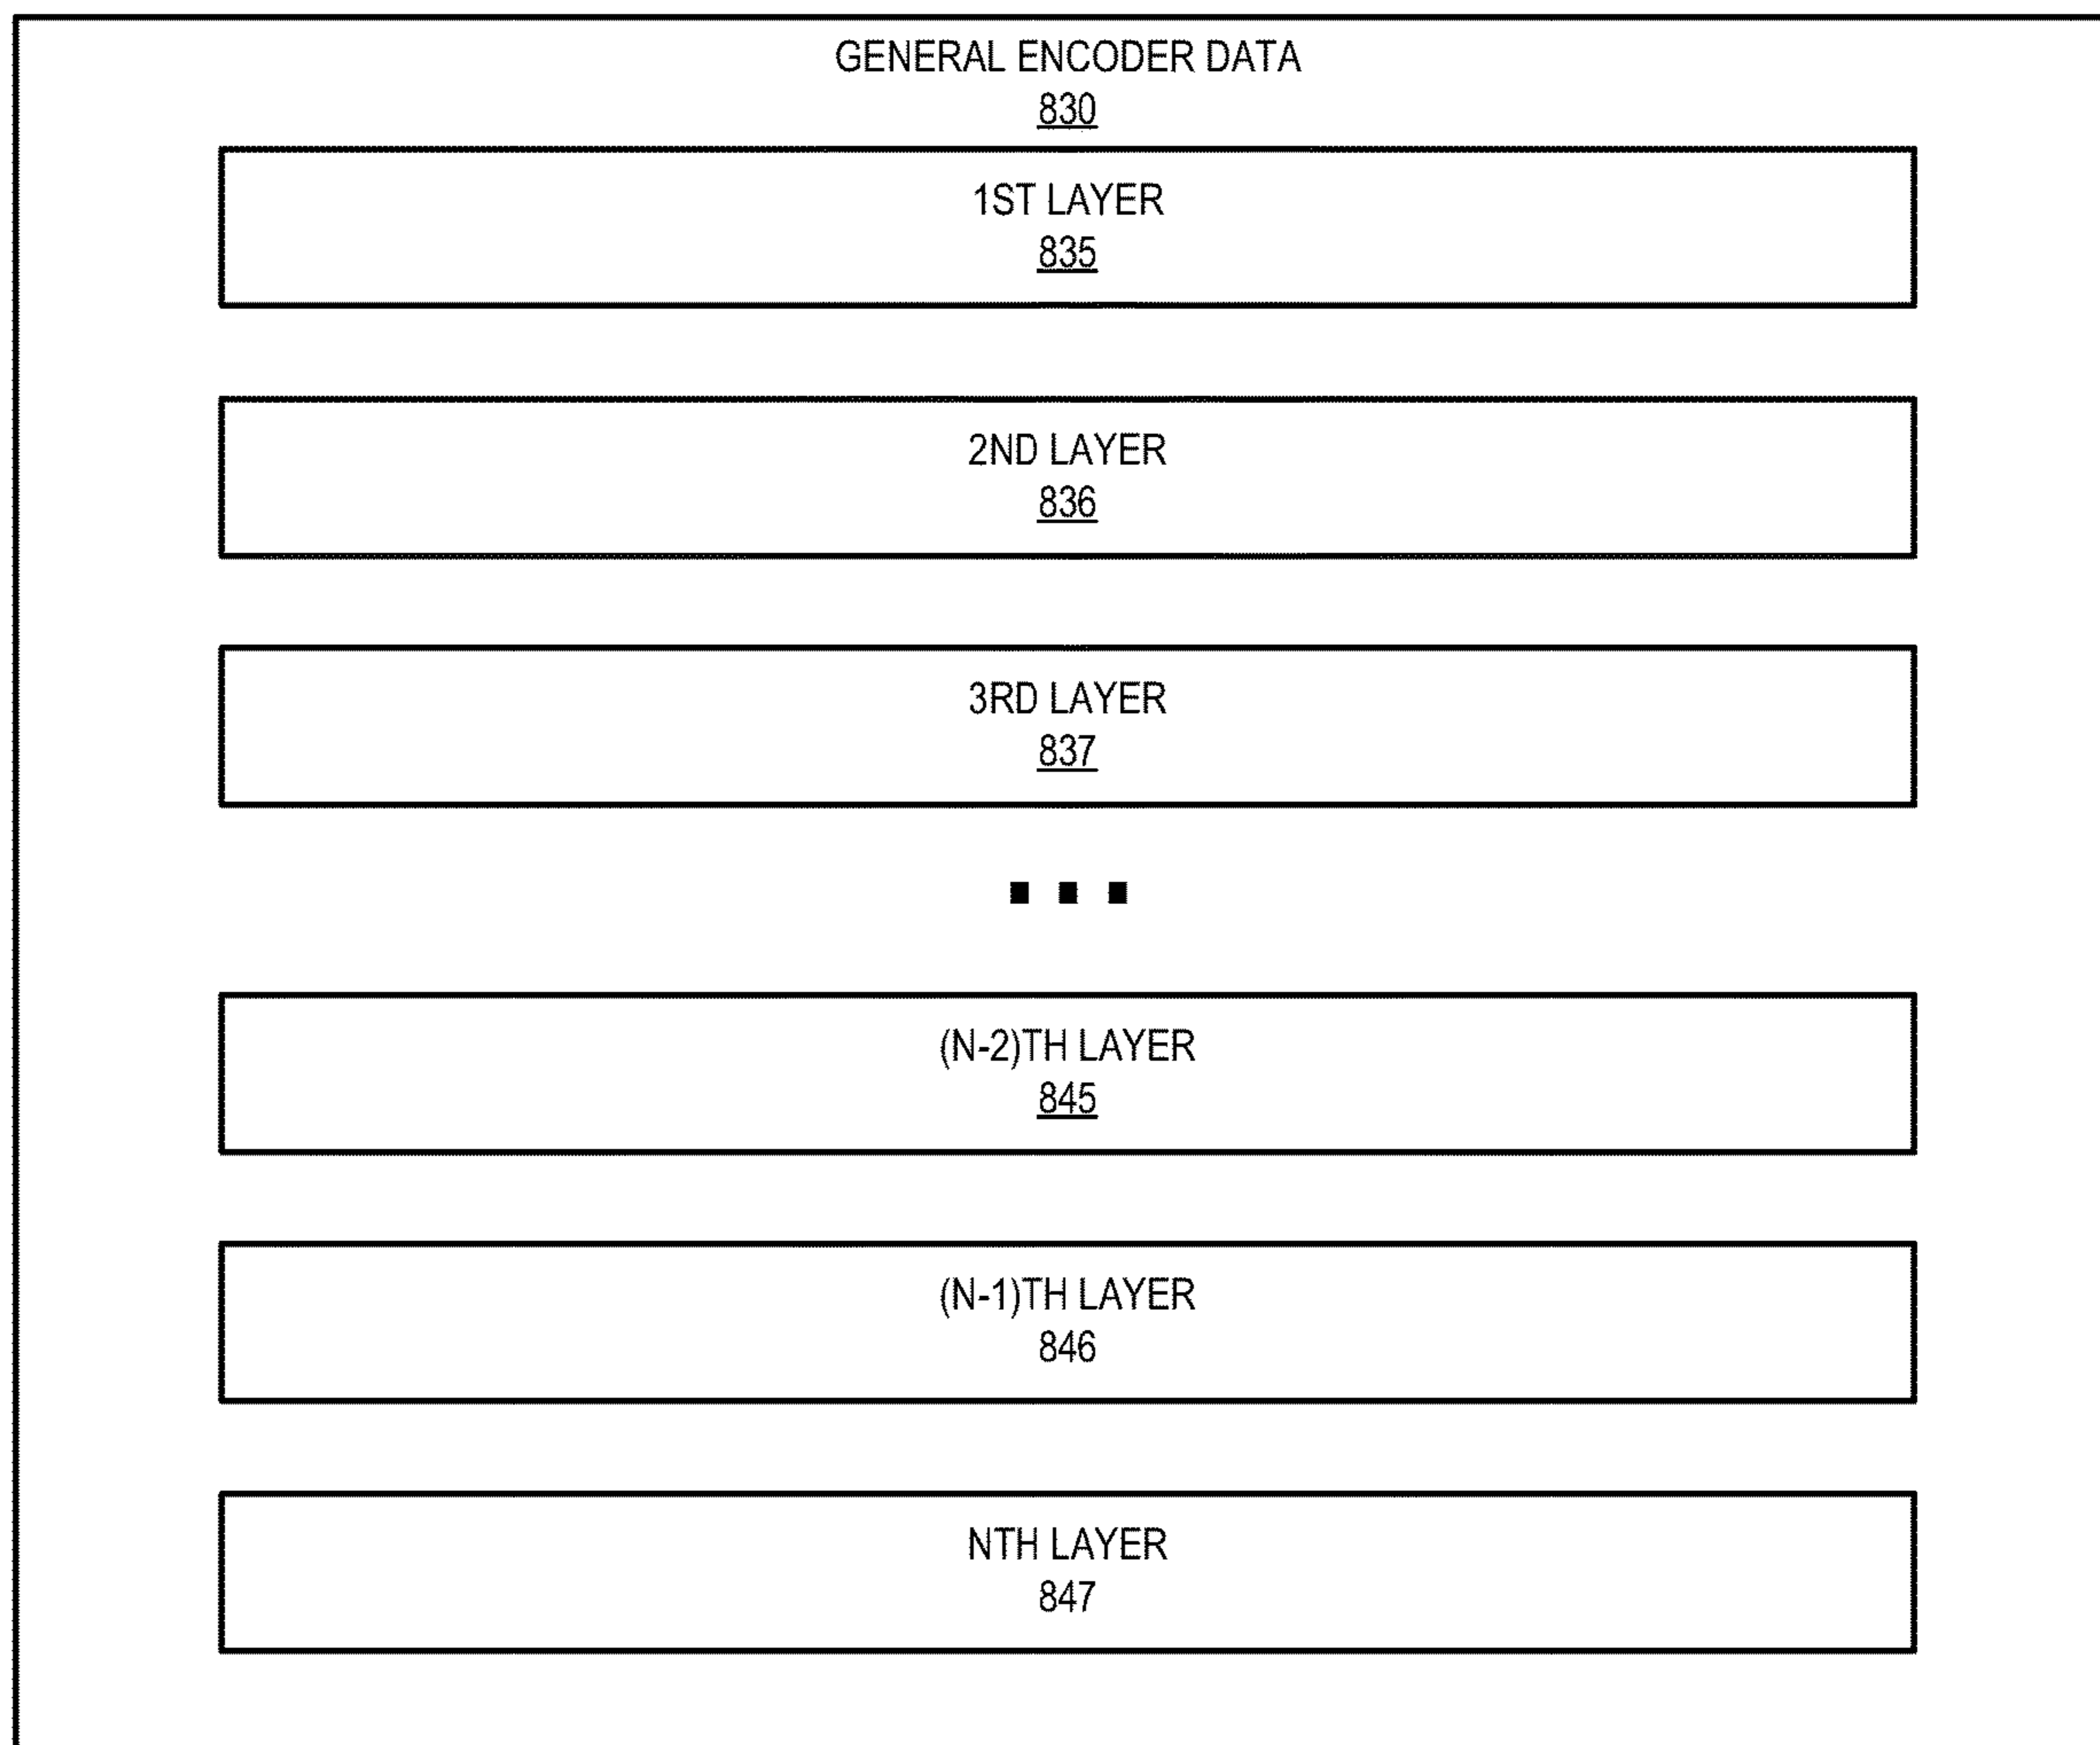 GENERAL ENCODER DATA
830
1ST LAYER
835
2ND LAYER
836
3RD LAYER
837
...
(N-2)TH LAYER
845
(N-1)TH LAYER
846
NTH LAYER
847